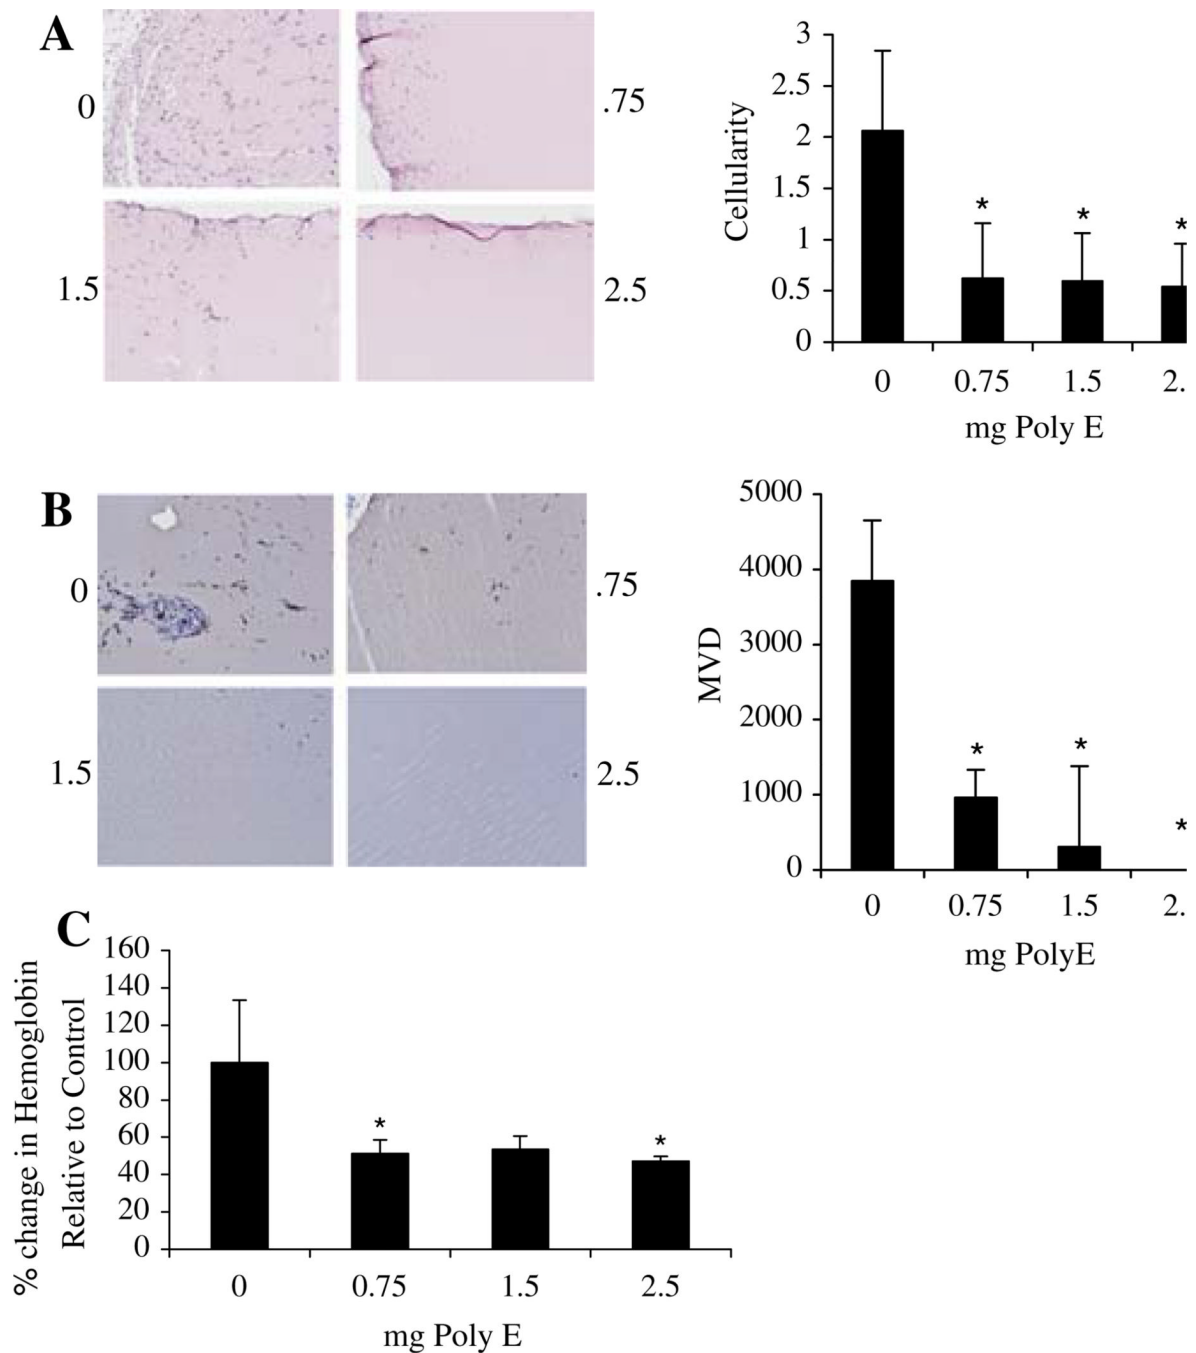 A
0
.75
1.5
2.5
3
2.5
2
1.5
1
0.5
0
Cellularity
*
*
*
0 0.75 1.5 2.
mg Poly E
B
0
.75
1.5
2.5
5000
4000
3000
2000
1000
0
MVD
*
*
*
0 0.75 1.5 2.
mg PolyE
C
160
140
120
100
80
60
40
20
0
% change in Hemoglobin
Relative to Control
*
*
0 0.75 1.5 2.5
mg Poly E